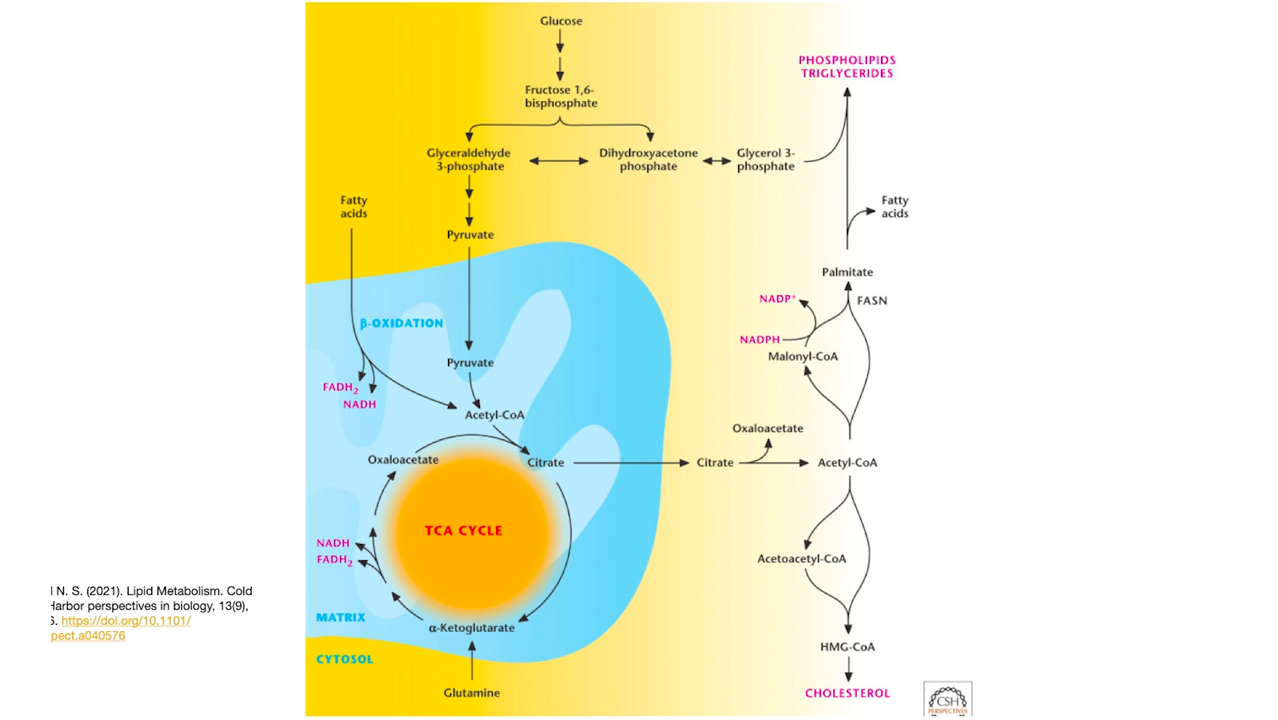 Glucose
Fructose 1,6-
bisphosphate
PHOSPHOLIPIDS
TRIGLYCERIDES
Glyceraldehyde
3-phosphate
Dihydroxyacetone
phosphate
Glycerol 3-
phosphate
Fatty
acids
Fatty
acids
Pyruvate
Palmitate
NADP⁺
FASN
β-OXIDATION
NADPH
Malonyl-CoA
Pyruvate
FADH₂
NADH
Acetyl-CoA
Oxaloacetate
Oxaloacetate
Citrate
Citrate
Acetyl-CoA
TCA CYCLE
NADH
FADH₂
Acetoacetyl-CoA
MATRIX
α-Ketoglutarate
HMG-CoA
CYTOSOL
Glutamine
CHOLESTEROL
N. S. (2021). Lipid Metabolism. Cold
Harbor perspectives in biology, 13(9),
. https://doi.org/10.1101/
pect.a040576
CSH
PERSPECTIVES